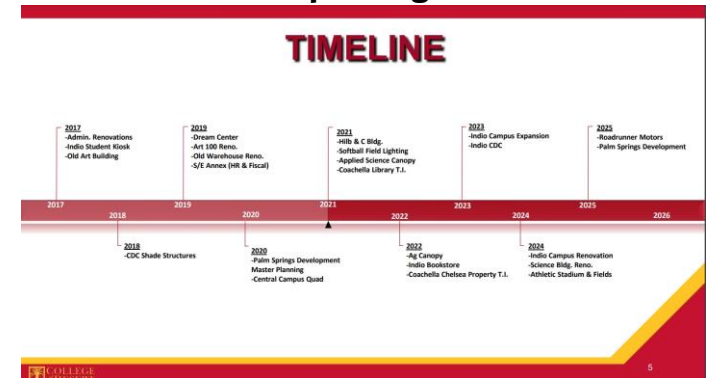 TIMELINE
2017
-Admin. Renovations
-Indio Student Kiosk
-Old Art Building
2019
-Dream Center
-Art 100 Reno.
-Old Warehouse Reno.
-S/E Annex (HR & Fiscal)
2021
-Hilb & C Bldg.
-Softball Field Lighting
-Applied Science Canopy
-Coachella Library T.I.
2023
-Indio Campus Expansion
-Indio CDC
2025
-Roadrunner Motors
-Palm Springs Development
2017 2019 2021 2023 2025
2018 2020 2022 2024 2026
2018
-CDC Shade Structures
2020
-Palm Springs Development
Master Planning
-Central Campus Quad
2022
-Ag Canopy
-Indio Bookstore
-Coachella Chelsea Property T.I.
2024
-Indio Campus Renovation
-Science Bldg. Reno.
-Athletic Stadium & Fields
COLLEGE
5